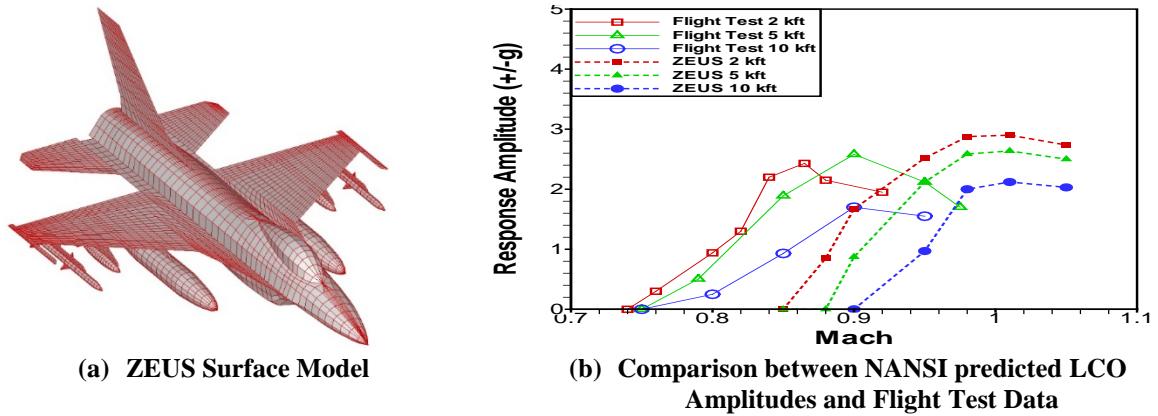 Response Amplitude (+/-g)
5
4
3
2
1
0
Flight Test 2 kft
Flight Test 5 kft
Flight Test 10 kft
ZEUS 2 kft
ZEUS 5 kft
ZEUS 10 kft
0.7
0.8
0.9
1
1.1
Mach
(a) ZEUS Surface Model
(b) Comparison between NANSI predicted LCO
Amplitudes and Flight Test Data